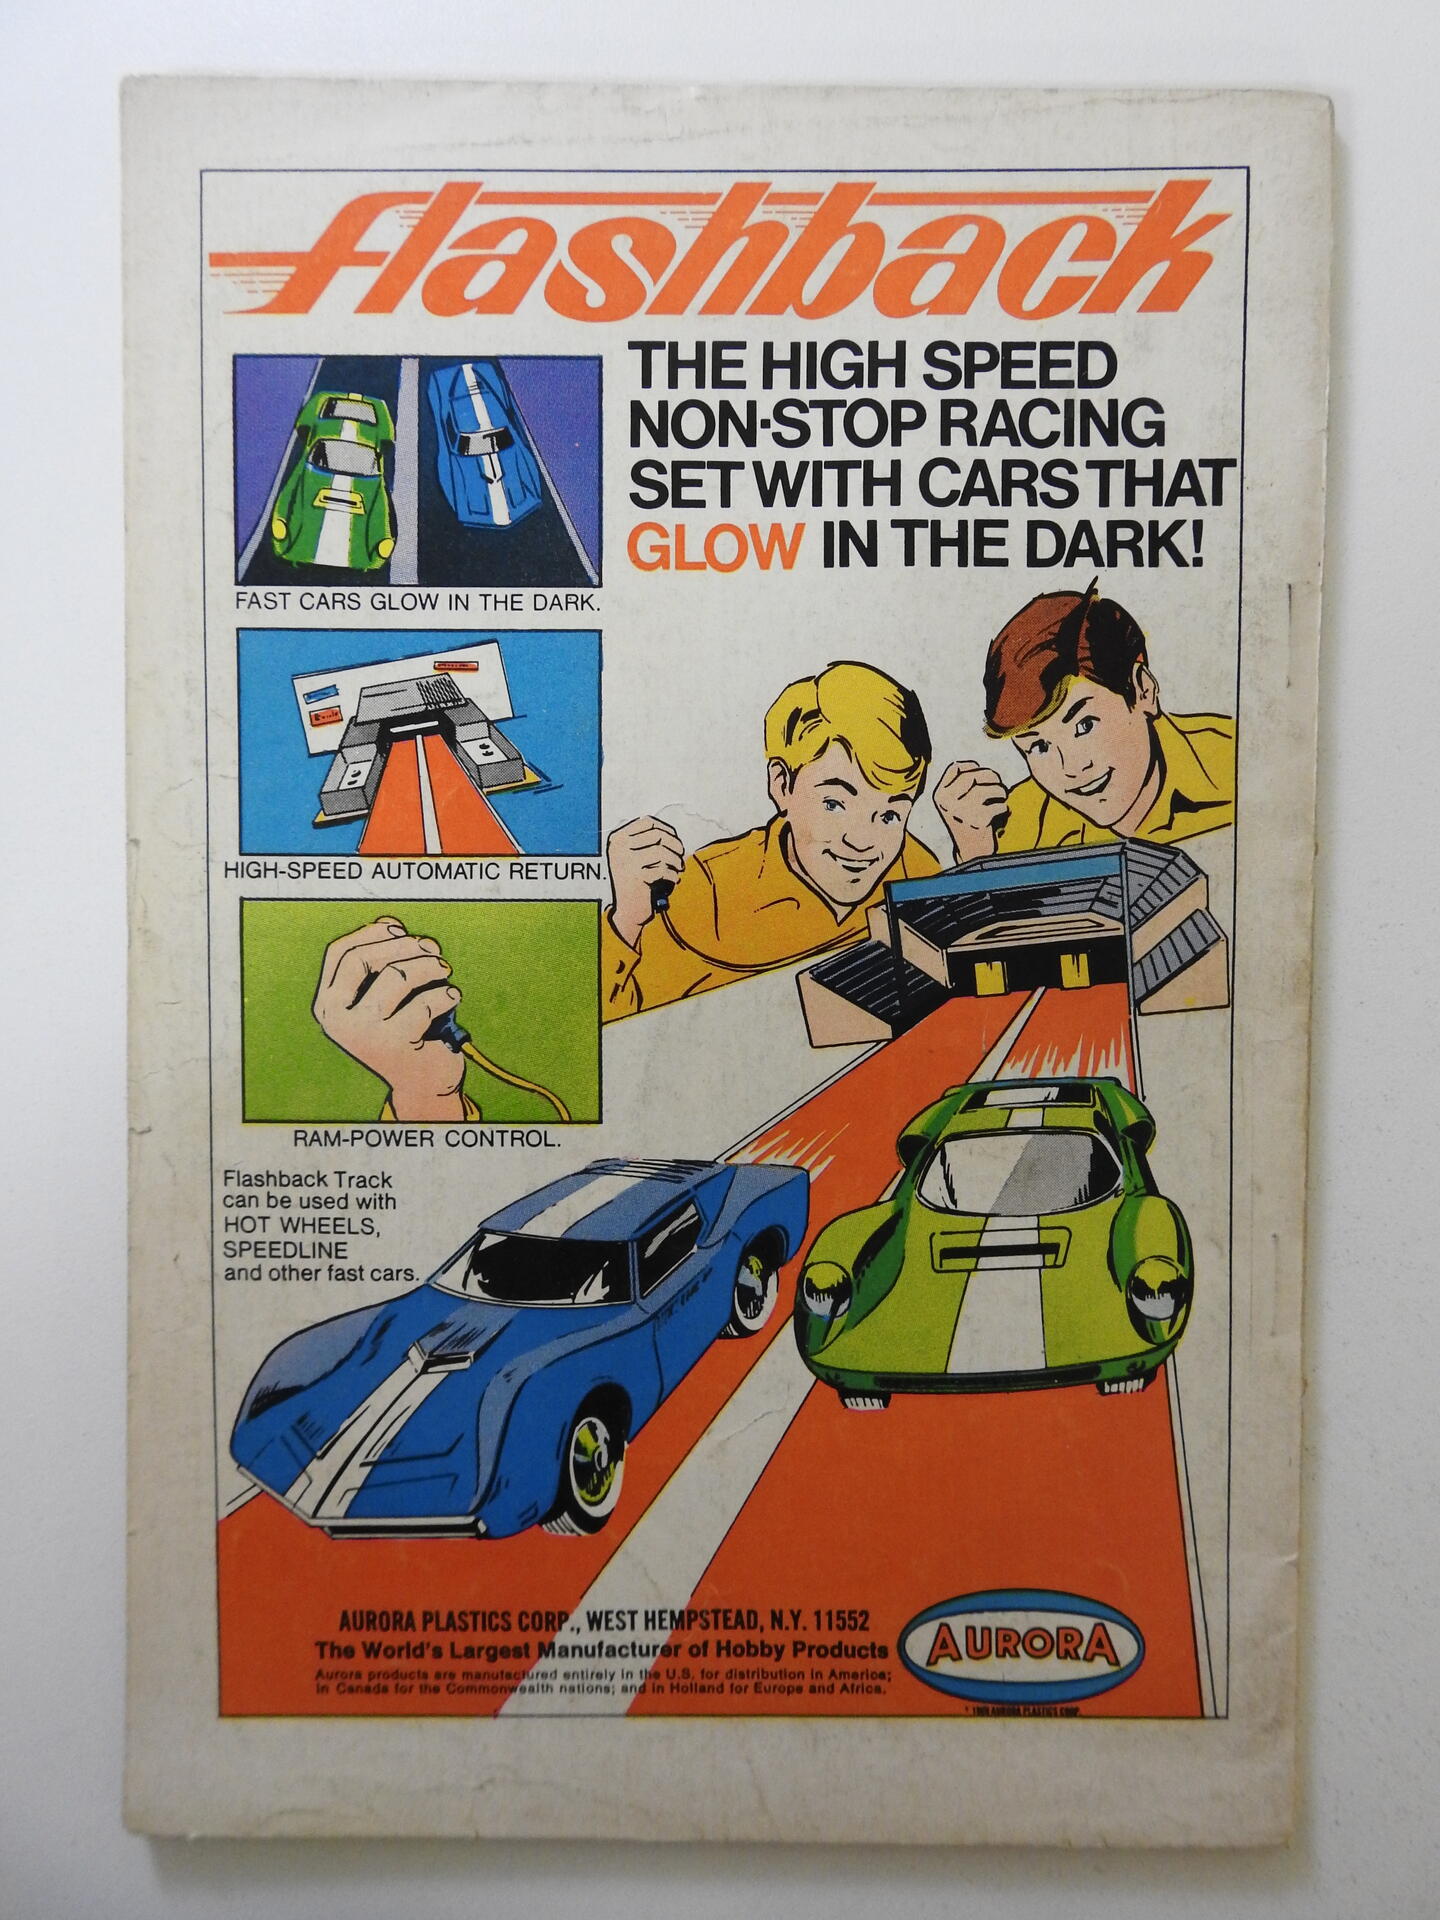 flashback
THE HIGH SPEED
NON-STOP RACING
SET WITH CARS THAT
GLOW IN THE DARK!
FAST CARS GLOW IN THE DARK.
HIGH-SPEED AUTOMATIC RETURN.
RAM-POWER CONTROL.
Flashback Track
can be used with
HOT WHEELS,
SPEEDLINE
and other fast cars.
AURORA PLASTICS CORP., WEST HEMPSTEAD, N.Y. 11552
The World's Largest Manufacturer of Hobby Products
Aurora products are manufactured entirely in the U.S. for distribution in America;
in Canada for the Commonwealth nations; and in Holland for Europe and Africa.
AURORA
AURORA PLASTICS CORP.